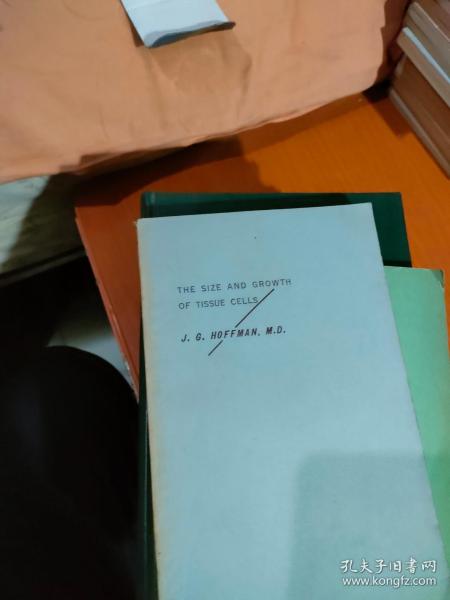 THE SIZE AND GROWTH
OF TISSUE CELLS
J. G. HOFFMAN, M.D.
孔夫子旧书网
www.kongfz.com